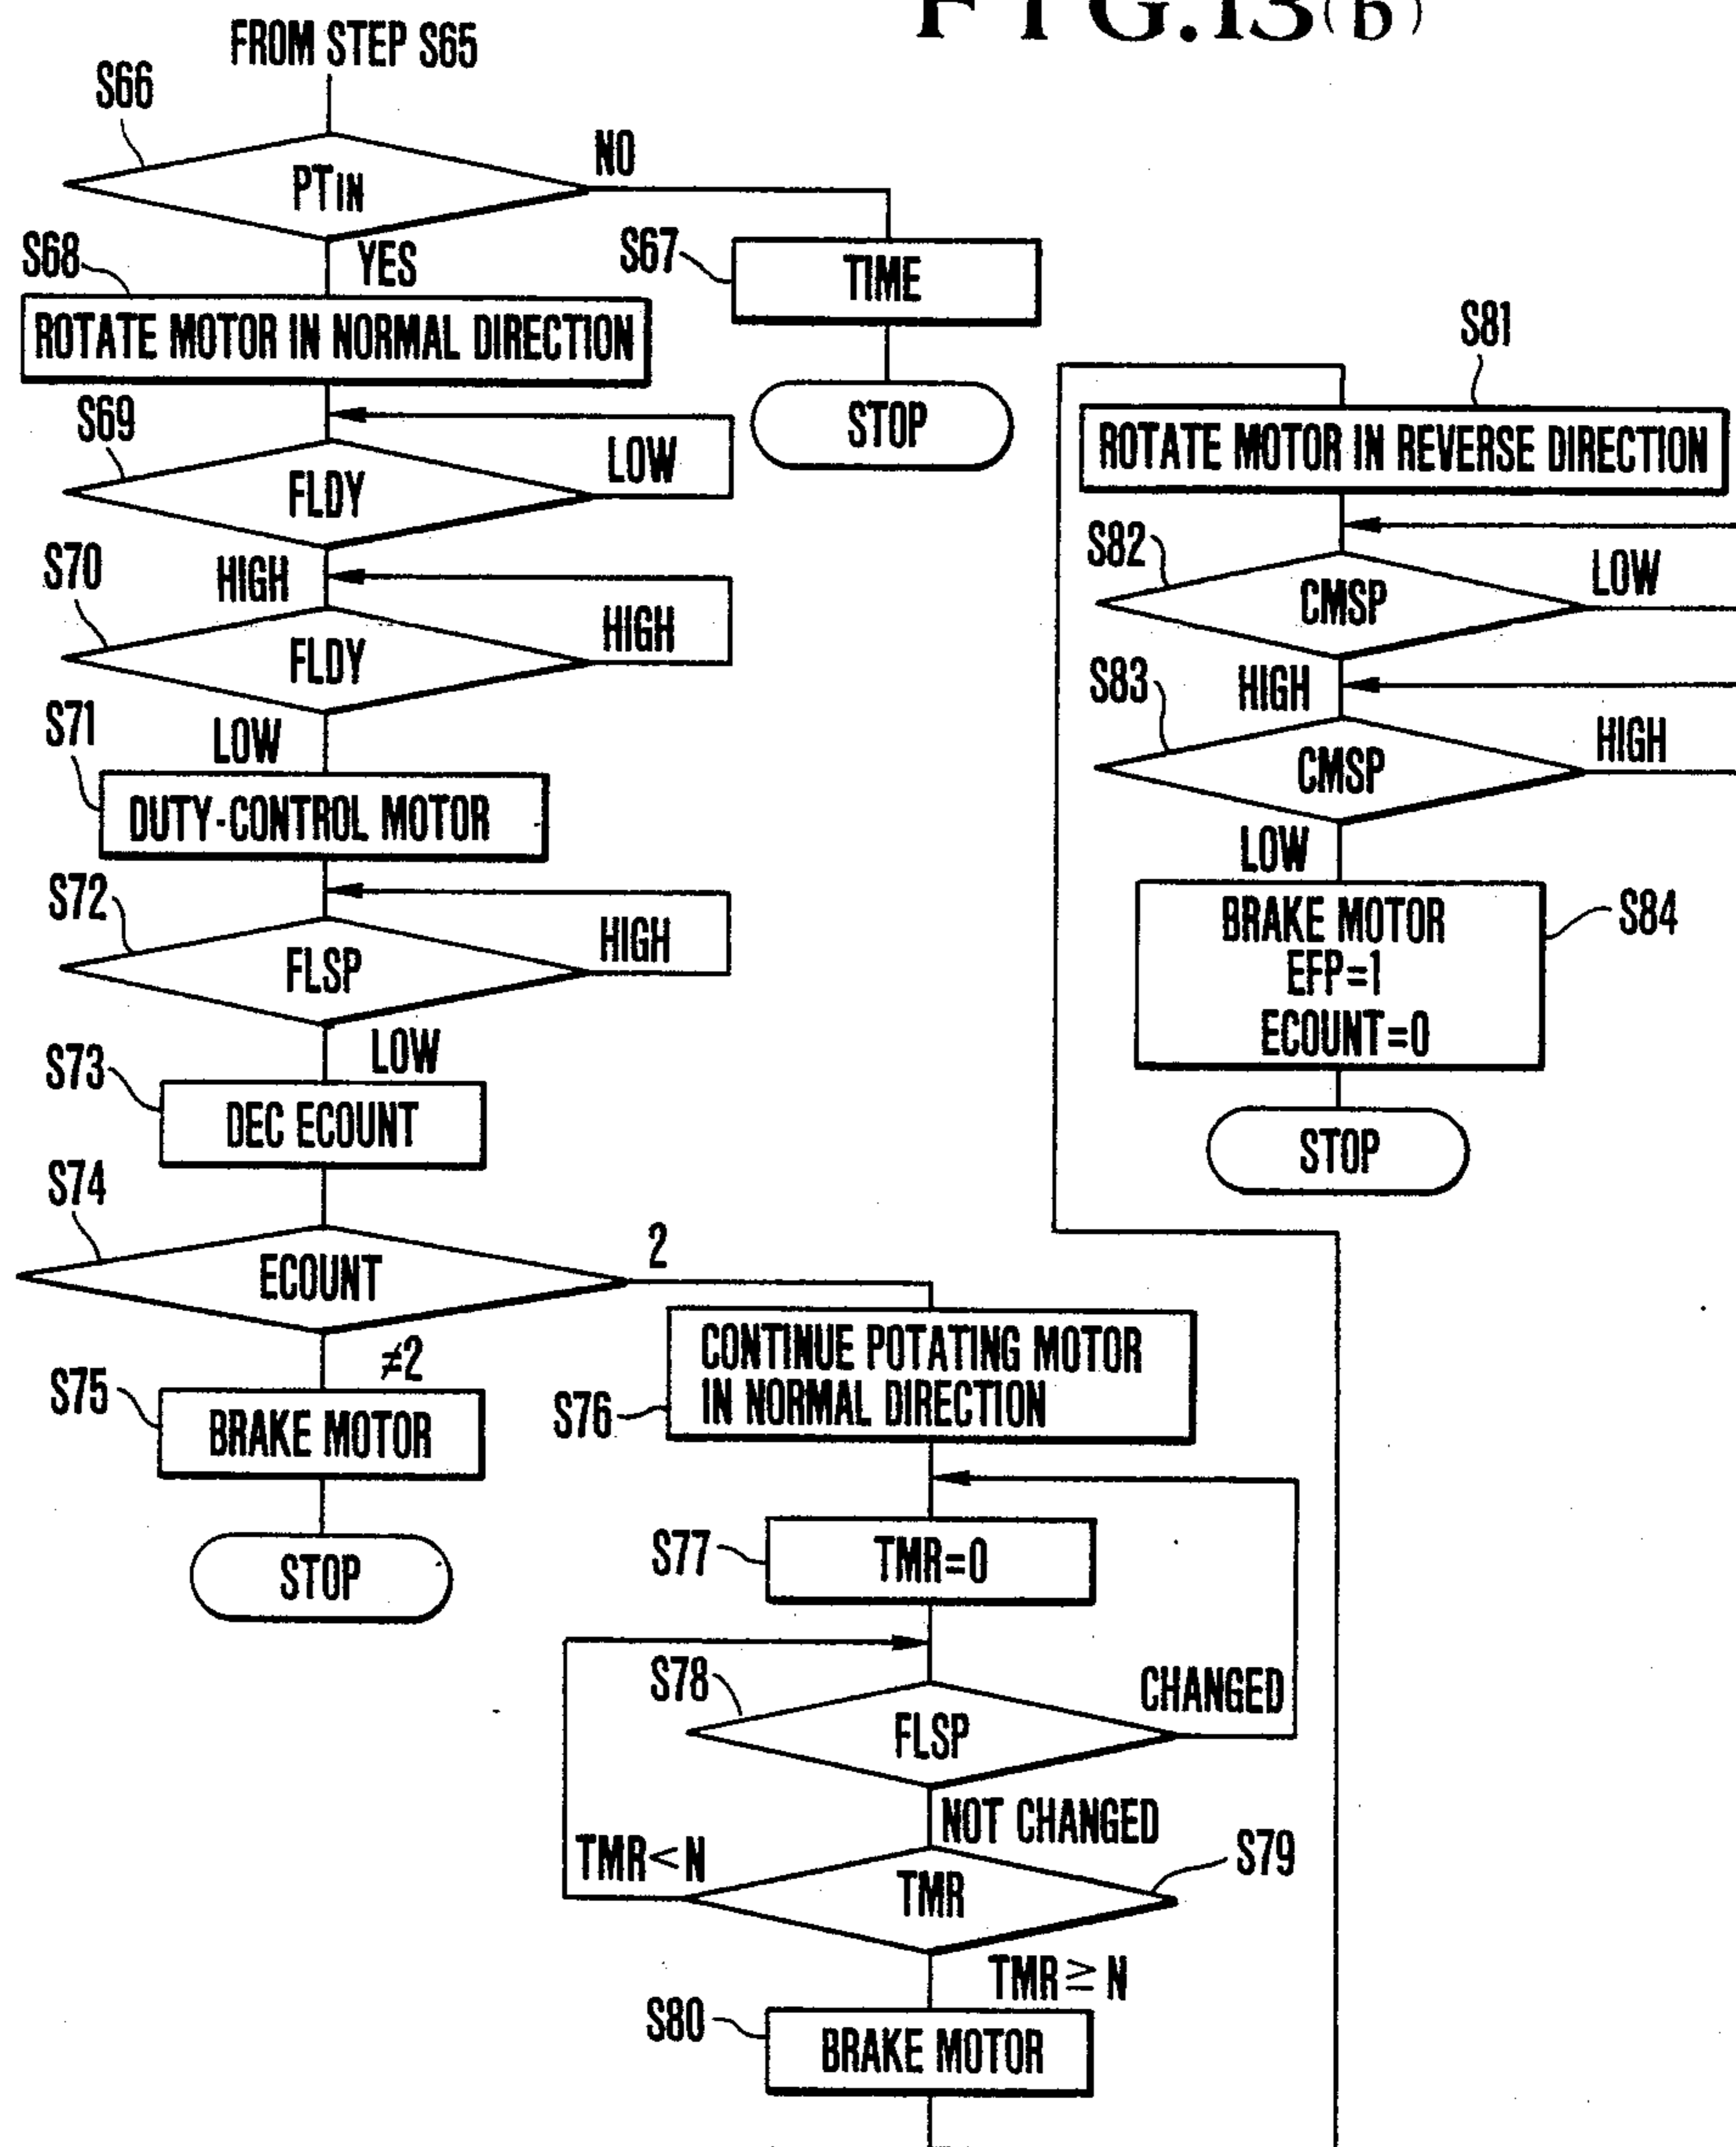 FIG.13(b)
FROM STEP S65
S66
PTIN
NO
YES
S67
TIME
STOP
S68
ROTATE MOTOR IN NORMAL DIRECTION
S69
FLDY
LOW
HIGH
S70
FLDY
HIGH
LOW
S71
DUTY-CONTROL MOTOR
S72
FLSP
HIGH
LOW
S73
DEC ECOUNT
S74
ECOUNT
2
≠2
S75
BRAKE MOTOR
STOP
S76
CONTINUE POTATING MOTOR
IN NORMAL DIRECTION
S77
TMR=0
S78
FLSP
CHANGED
NOT CHANGED
S79
TMR
TMR<N
TMR≧N
S80
BRAKE MOTOR
S81
ROTATE MOTOR IN REVERSE DIRECTION
S82
CMSP
LOW
HIGH
S83
CMSP
HIGH
LOW
S84
BRAKE MOTOR
EFP=1
ECOUNT=0
STOP